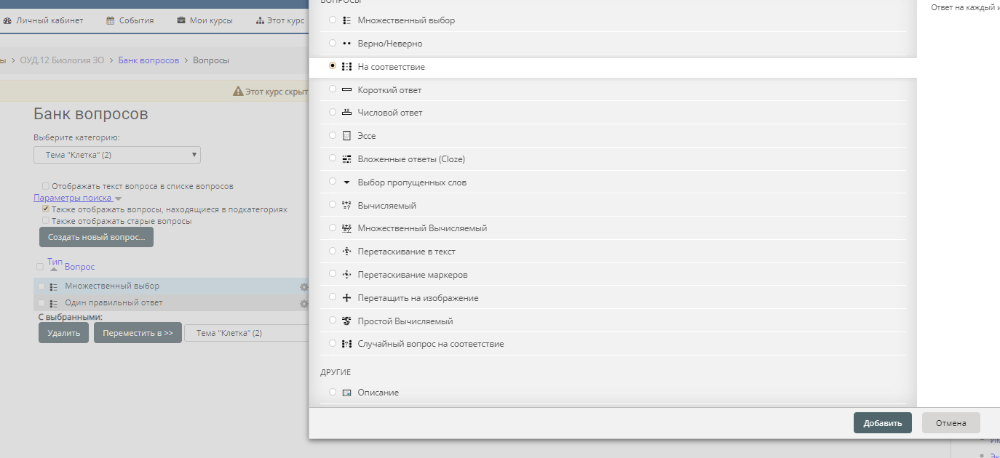 Личный кабинет
События
Мои курсы
Этот курс
ы > ОУД.12 Биология ЗО > Банк вопросов > Вопросы
Этот курс скрыт
Банк вопросов
Выберите категорию:
Тема "Клетка" (2)
Отображать текст вопроса в списке вопросов
Параметры поиска
Также отображать вопросы, находящиеся в подкатегориях
Также отображать старые вопросы
Создать новый вопрос...
Тип
Вопрос
Множественный выбор
Один правильный ответ
С выбранными:
Удалить
Переместить в >>
Тема "Клетка" (2)
ВОПРОСЫ
Множественный выбор
Верно/Неверно
На соответствие
Короткий ответ
Числовой ответ
Эссе
Вложенные ответы (Cloze)
Выбор пропущенных слов
Вычисляемый
Множественный Вычисляемый
Перетаскивание в текст
Перетаскивание маркеров
Перетащить на изображение
Простой Вычисляемый
Случайный вопрос на соответствие
ДРУГИЕ
Описание
Добавить
Отмена
Ответ на каждый и